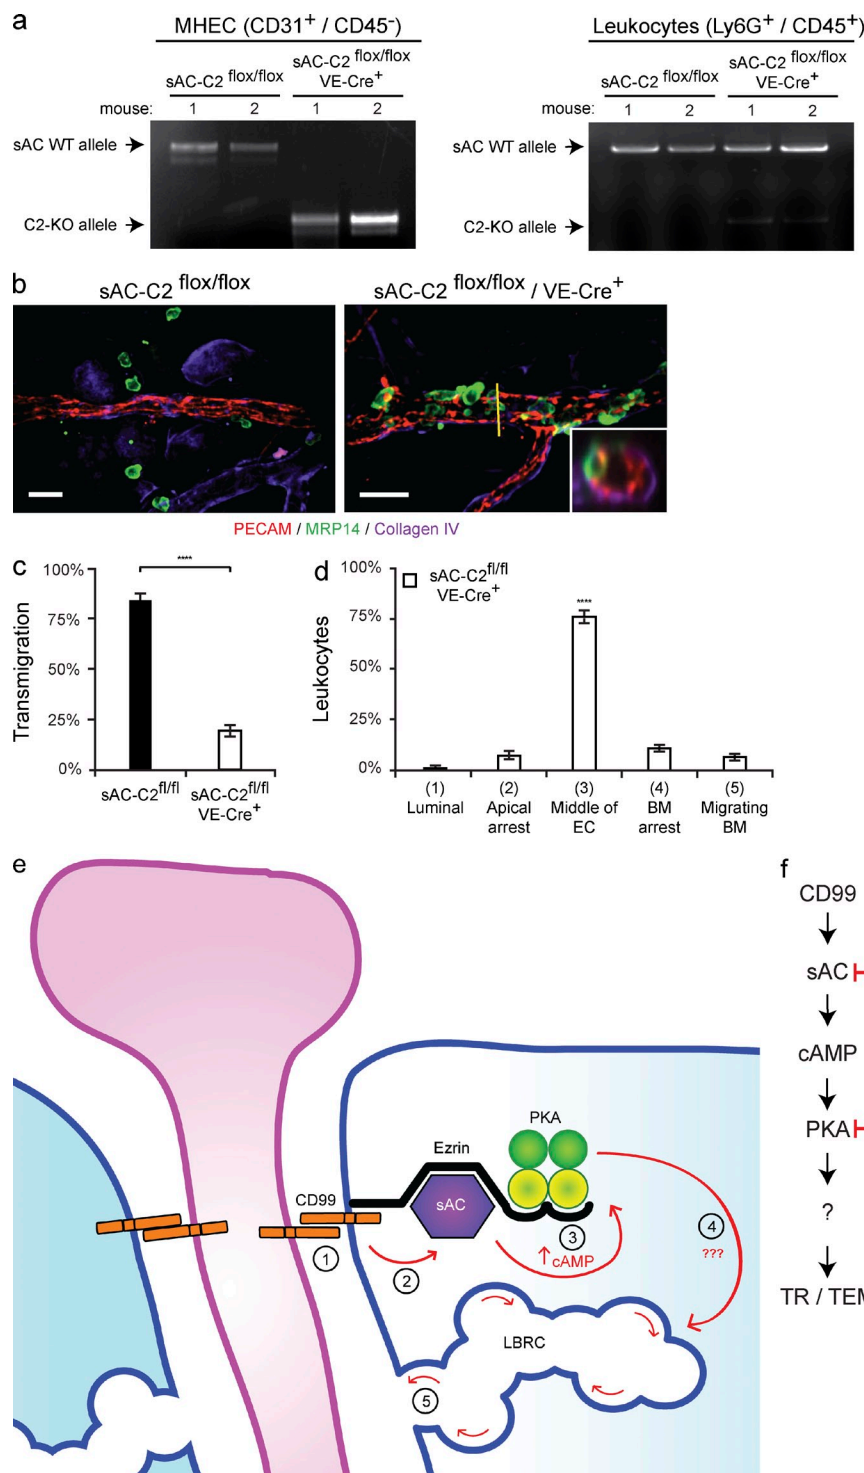 a
MHEC (CD31+ / CD45-)
sAC-C2 flox/flox
sAC-C2 flox/flox
VE-Cre+
mouse: 1 2 1 2
sAC WT allele
C2-KO allele
Leukocytes (Ly6G+ / CD45+)
sAC-C2 flox/flox
sAC-C2 flox/flox
VE-Cre+
mouse: 1 2 1 2
sAC WT allele
C2-KO allele
b
sAC-C2 flox/flox
sAC-C2 flox/flox / VE-Cre+
PECAM / MRP14 / Collagen IV
c
Transmigration
100%
75%
50%
25%
0%
****
sAC-C2fl/fl
sAC-C2fl/fl
VE-Cre+
d
Leukocytes
100%
75%
50%
25%
0%
sAC-C2fl/fl
VE-Cre+
****
(1) (2) (3) (4) (5)
Luminal Apical Middle of BM Migrating
arrest EC arrest BM
e
PKA
Ezrin
sAC
CD99
1
2
3
↑cAMP
4
???
LBRC
5
f
CD99
sAC
cAMP
PKA
?
TR / TEM